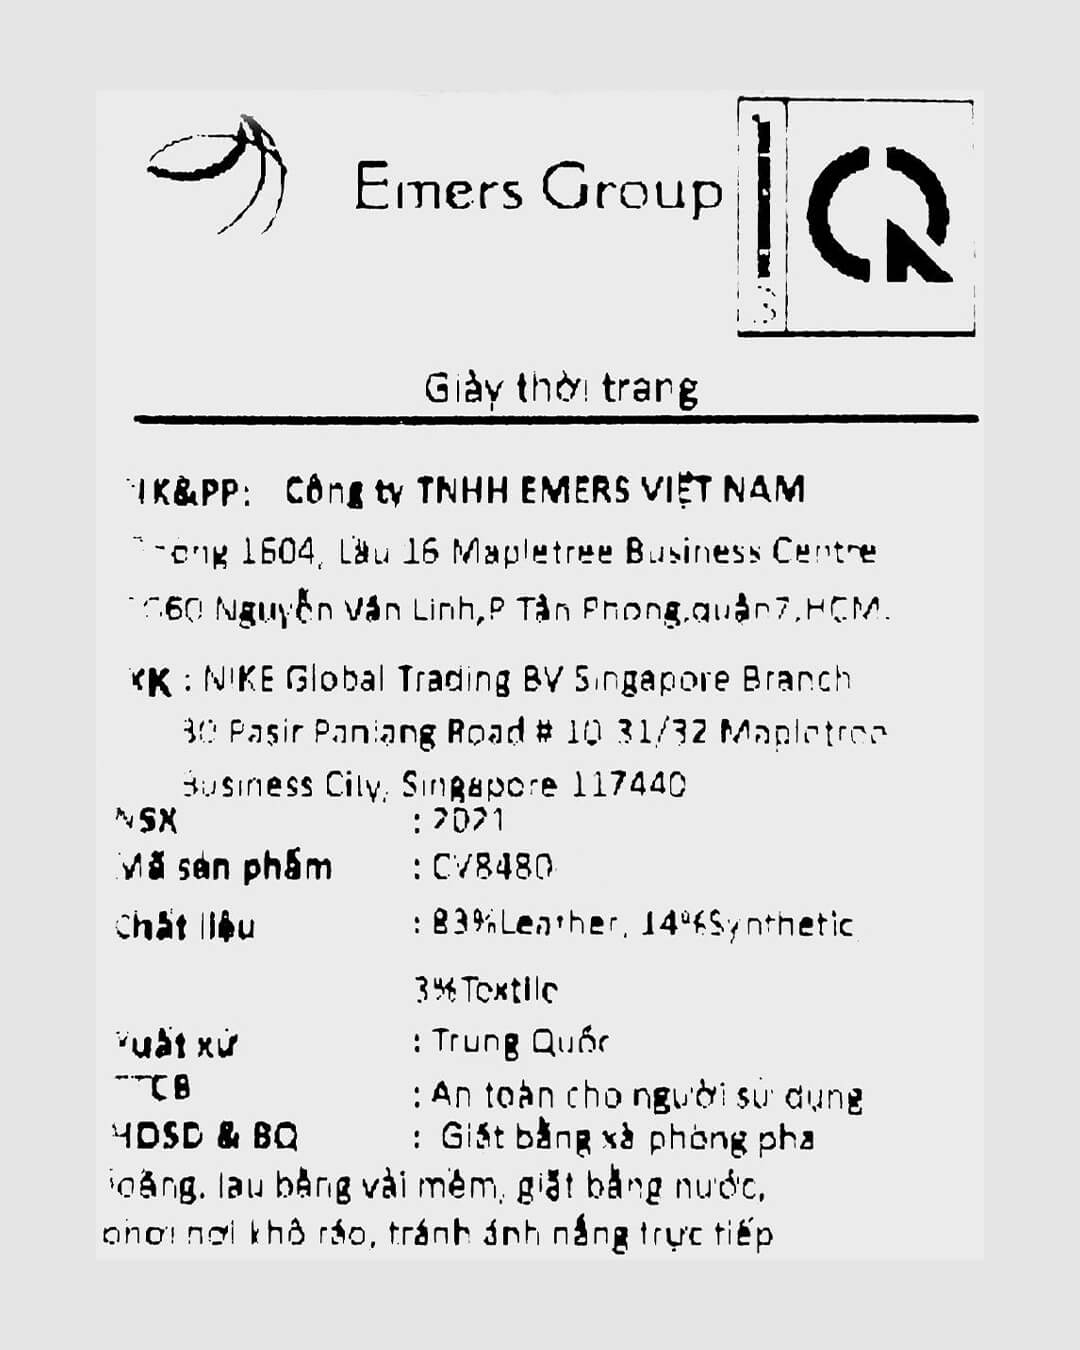 Emers Group
Giày thời trang
NK&PP: Công ty TNHH EMERS VIỆT NAM
Phòng 1604, Lầu 16 Mapletree Business Centre
1060 Nguyễn Văn Linh,P Tân Phong,quận7,HCM.
XK : NIKE Global Trading BV Singapore Branch
30 Pasir Panjang Road # 10 31/32 Mapletree
Business City, Singapore 117440
NSX : 2021
Mã sản phẩm : CV8480
Chất liệu : 83%Leather, 14%Synthetic
3%Textile
Xuất xứ : Trung Quốc
TTCB : An toàn cho người sử dụng
HDSD & BQ : Giặt bằng xà phòng pha
loãng, lau bằng vải mềm, giặt bằng nước,
phơi nơi khô ráo, tránh ánh nắng trực tiếp